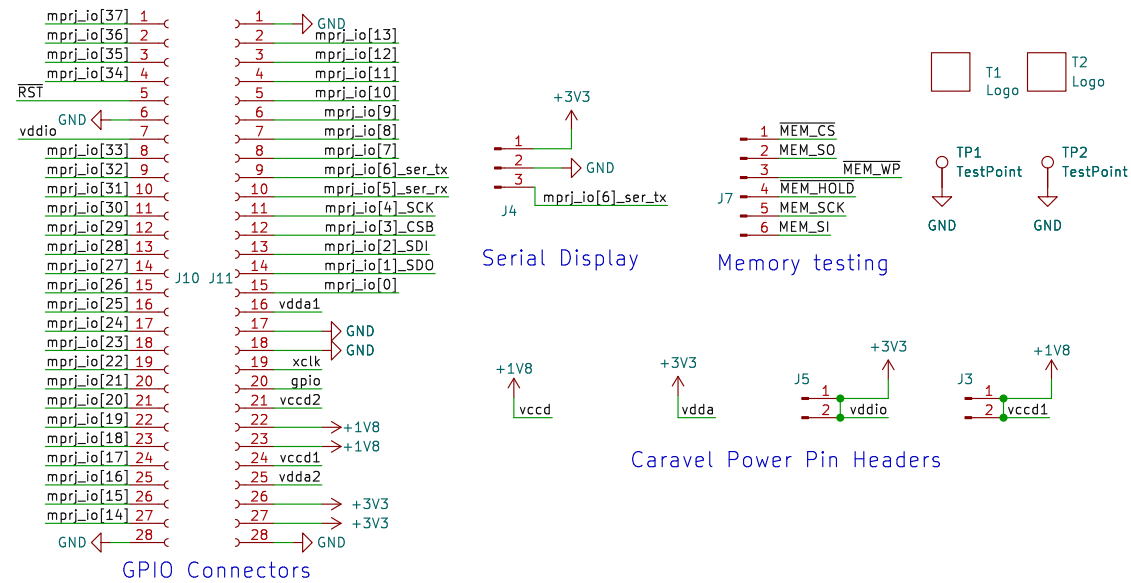 mprj_io[37] 1
mprj_io[36] 2
mprj_io[35] 3
mprj_io[34] 4
RST 5
GND 6
vddio 7
mprj_io[33] 8
mprj_io[32] 9
mprj_io[31] 10
mprj_io[30] 11
mprj_io[29] 12
mprj_io[28] 13
mprj_io[27] 14
mprj_io[26] 15
mprj_io[25] 16
mprj_io[24] 17
mprj_io[23] 18
mprj_io[22] 19
mprj_io[21] 20
mprj_io[20] 21
mprj_io[19] 22
mprj_io[18] 23
mprj_io[17] 24
mprj_io[16] 25
mprj_io[15] 26
mprj_io[14] 27
GND 28
J10
J11
1 GND
2 mprj_io[13]
3 mprj_io[12]
4 mprj_io[11]
5 mprj_io[10]
6 mprj_io[9]
7 mprj_io[8]
8 mprj_io[7]
9 mprj_io[6]_ser_tx
10 mprj_io[5]_ser_rx
11 mprj_io[4]_SCK
12 mprj_io[3]_CSB
13 mprj_io[2]_SDI
14 mprj_io[1]_SDO
15 mprj_io[0]
16 vdda1
17 GND
18 GND
19 xclk
20 gpio
21 vccd2
22 +1V8
23 +1V8
24 vccd1
25 vdda2
26 +3V3
27 +3V3
28 GND
GPIO Connectors
+3V3
1
2 GND
3
mprj_io[6]_ser_tx
J4
Serial Display
1 MEM_CS
2 MEM_SO
3 MEM_WP
4 MEM_HOLD
J7
5 MEM_SCK
6 MEM_SI
Memory testing
T1
Logo
T2
Logo
TP1
TestPoint
GND
TP2
TestPoint
GND
+1V8
vccd
+3V3
vdda
+3V3
J5
1
2 vddio
+1V8
J3
1
2 vccd1
Caravel Power Pin Headers